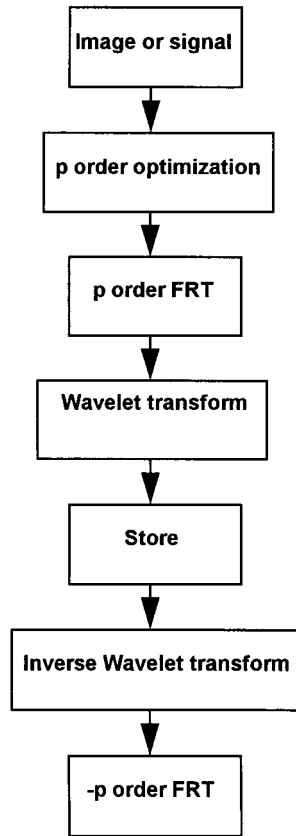 Image or signal
p order optimization
p order FRT
Wavelet transform
Store
Inverse Wavelet transform
-p order FRT